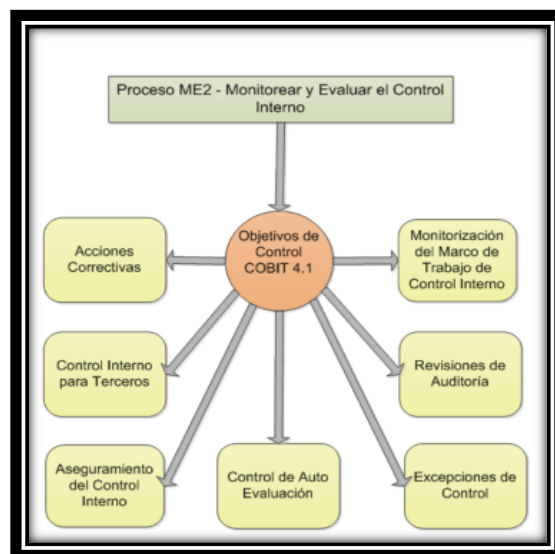 Proceso ME2 - Monitorear y Evaluar el Control
Interno
Objetivos de
Control
COBIT 4.1
Acciones
Correctivas
Monitorización
del Marco de
Trabajo de
Control Interno
Control Interno
para Terceros
Revisiones de
Auditoría
Aseguramiento
del Control
Interno
Control de Auto
Evaluación
Excepciones de
Control